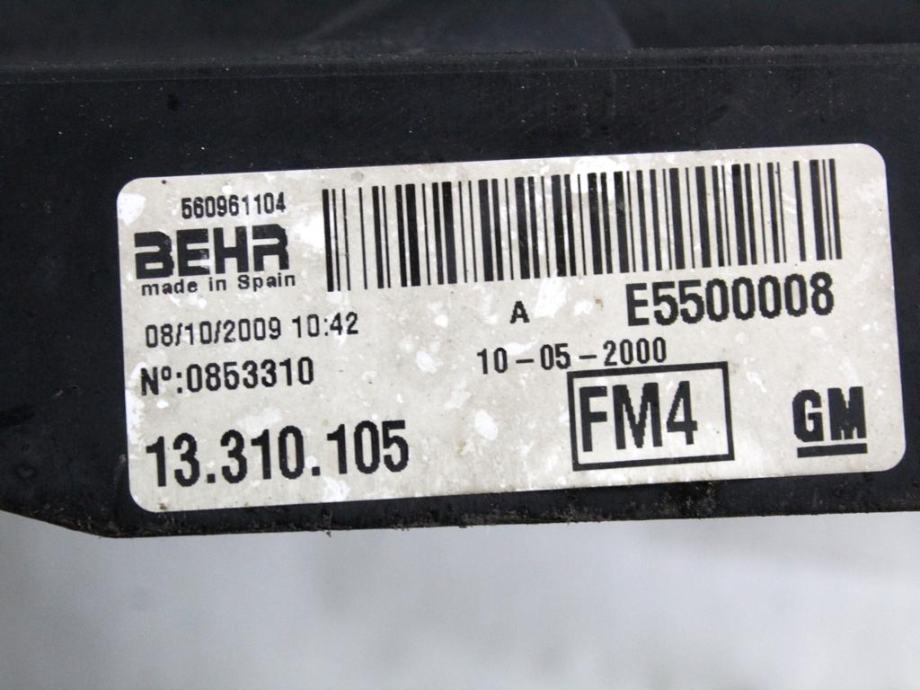 560961104
BEHR
made in Spain
A E5500008
08/10/2009 10:42
10-05-2000
Nº:0853310
FM4
GM
13.310.105